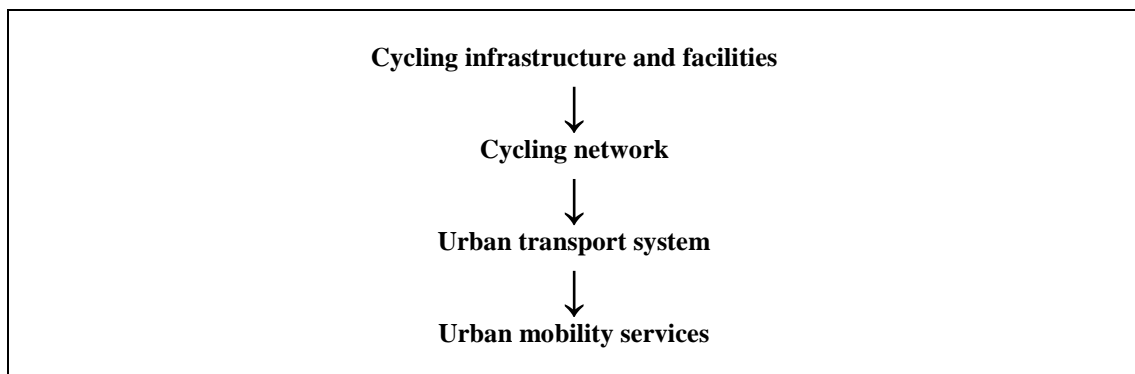 Cycling infrastructure and facilities
Cycling network
Urban transport system
Urban mobility services